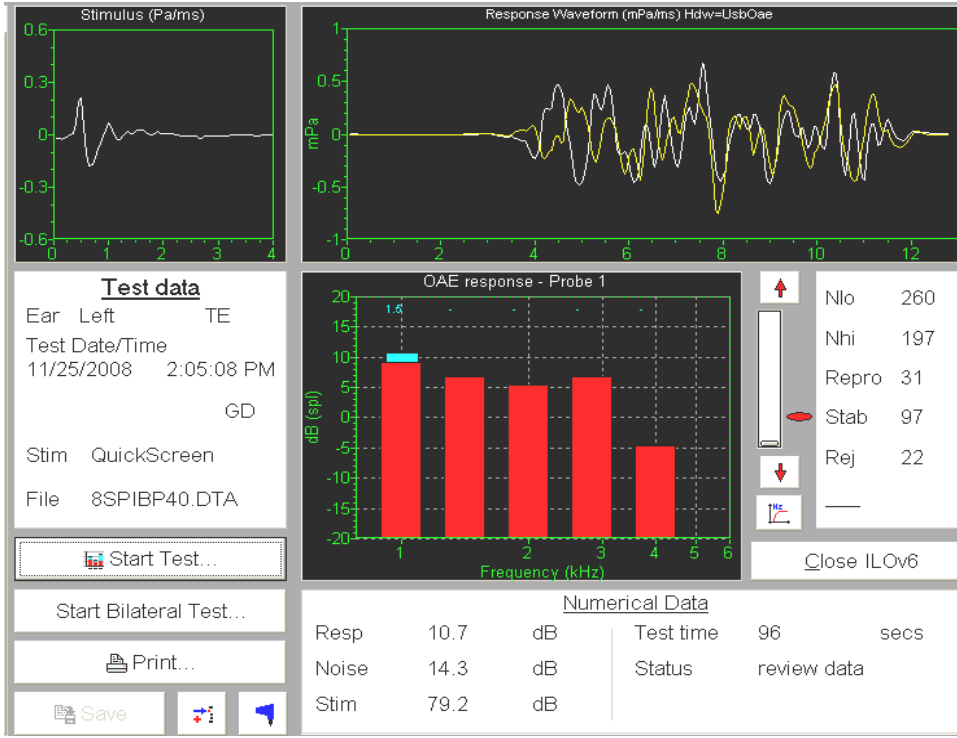 Stimulus (Pa/ms)
0.6
0.3
0
-0.3
-0.6
0 1 2 3 4
Response Waveform (mPa/ms) Hdw=UsbOae
1
0.5
0
-0.5
-1
mPa
0 2 4 6 8 10 12
Test data
Ear Left TE
Test Date/Time
11/25/2008 2:05:08 PM
GD
Stim QuickScreen
File 8SPIBP40.DTA
OAE response - Probe 1
20
15
10
5
0
-5
-10
-15
-20
dB (spl)
1.5 - - - -
1 2 3 4 5 6
Frequency (kHz)
Hz
Nlo 260
Nhi 197
Repro 31
Stab 97
Rej 22
Start Test...
Start Bilateral Test...
Print...
Save
Close ILOv6
Numerical Data
Resp 10.7 dB Test time 96 secs
Noise 14.3 dB Status review data
Stim 79.2 dB